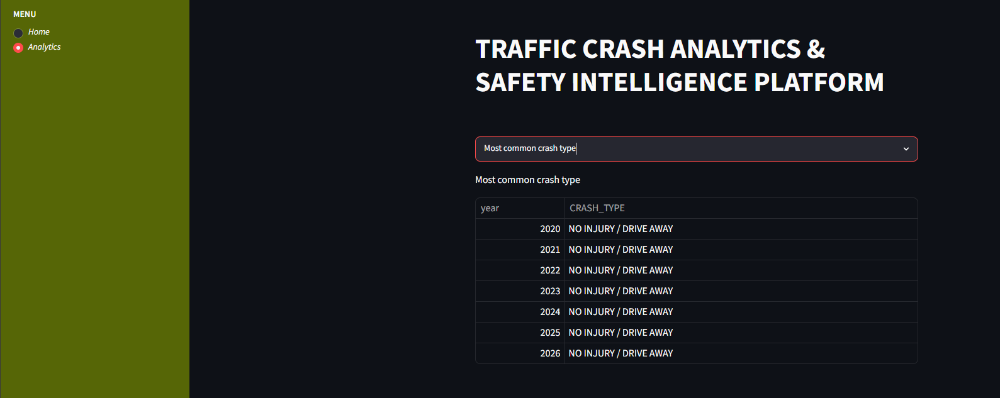 MENU
Home
Analytics
TRAFFIC CRASH ANALYTICS &
SAFETY INTELLIGENCE PLATFORM
Most common crash type
Most common crash type
year CRASH_TYPE
2020 NO INJURY / DRIVE AWAY
2021 NO INJURY / DRIVE AWAY
2022 NO INJURY / DRIVE AWAY
2023 NO INJURY / DRIVE AWAY
2024 NO INJURY / DRIVE AWAY
2025 NO INJURY / DRIVE AWAY
2026 NO INJURY / DRIVE AWAY